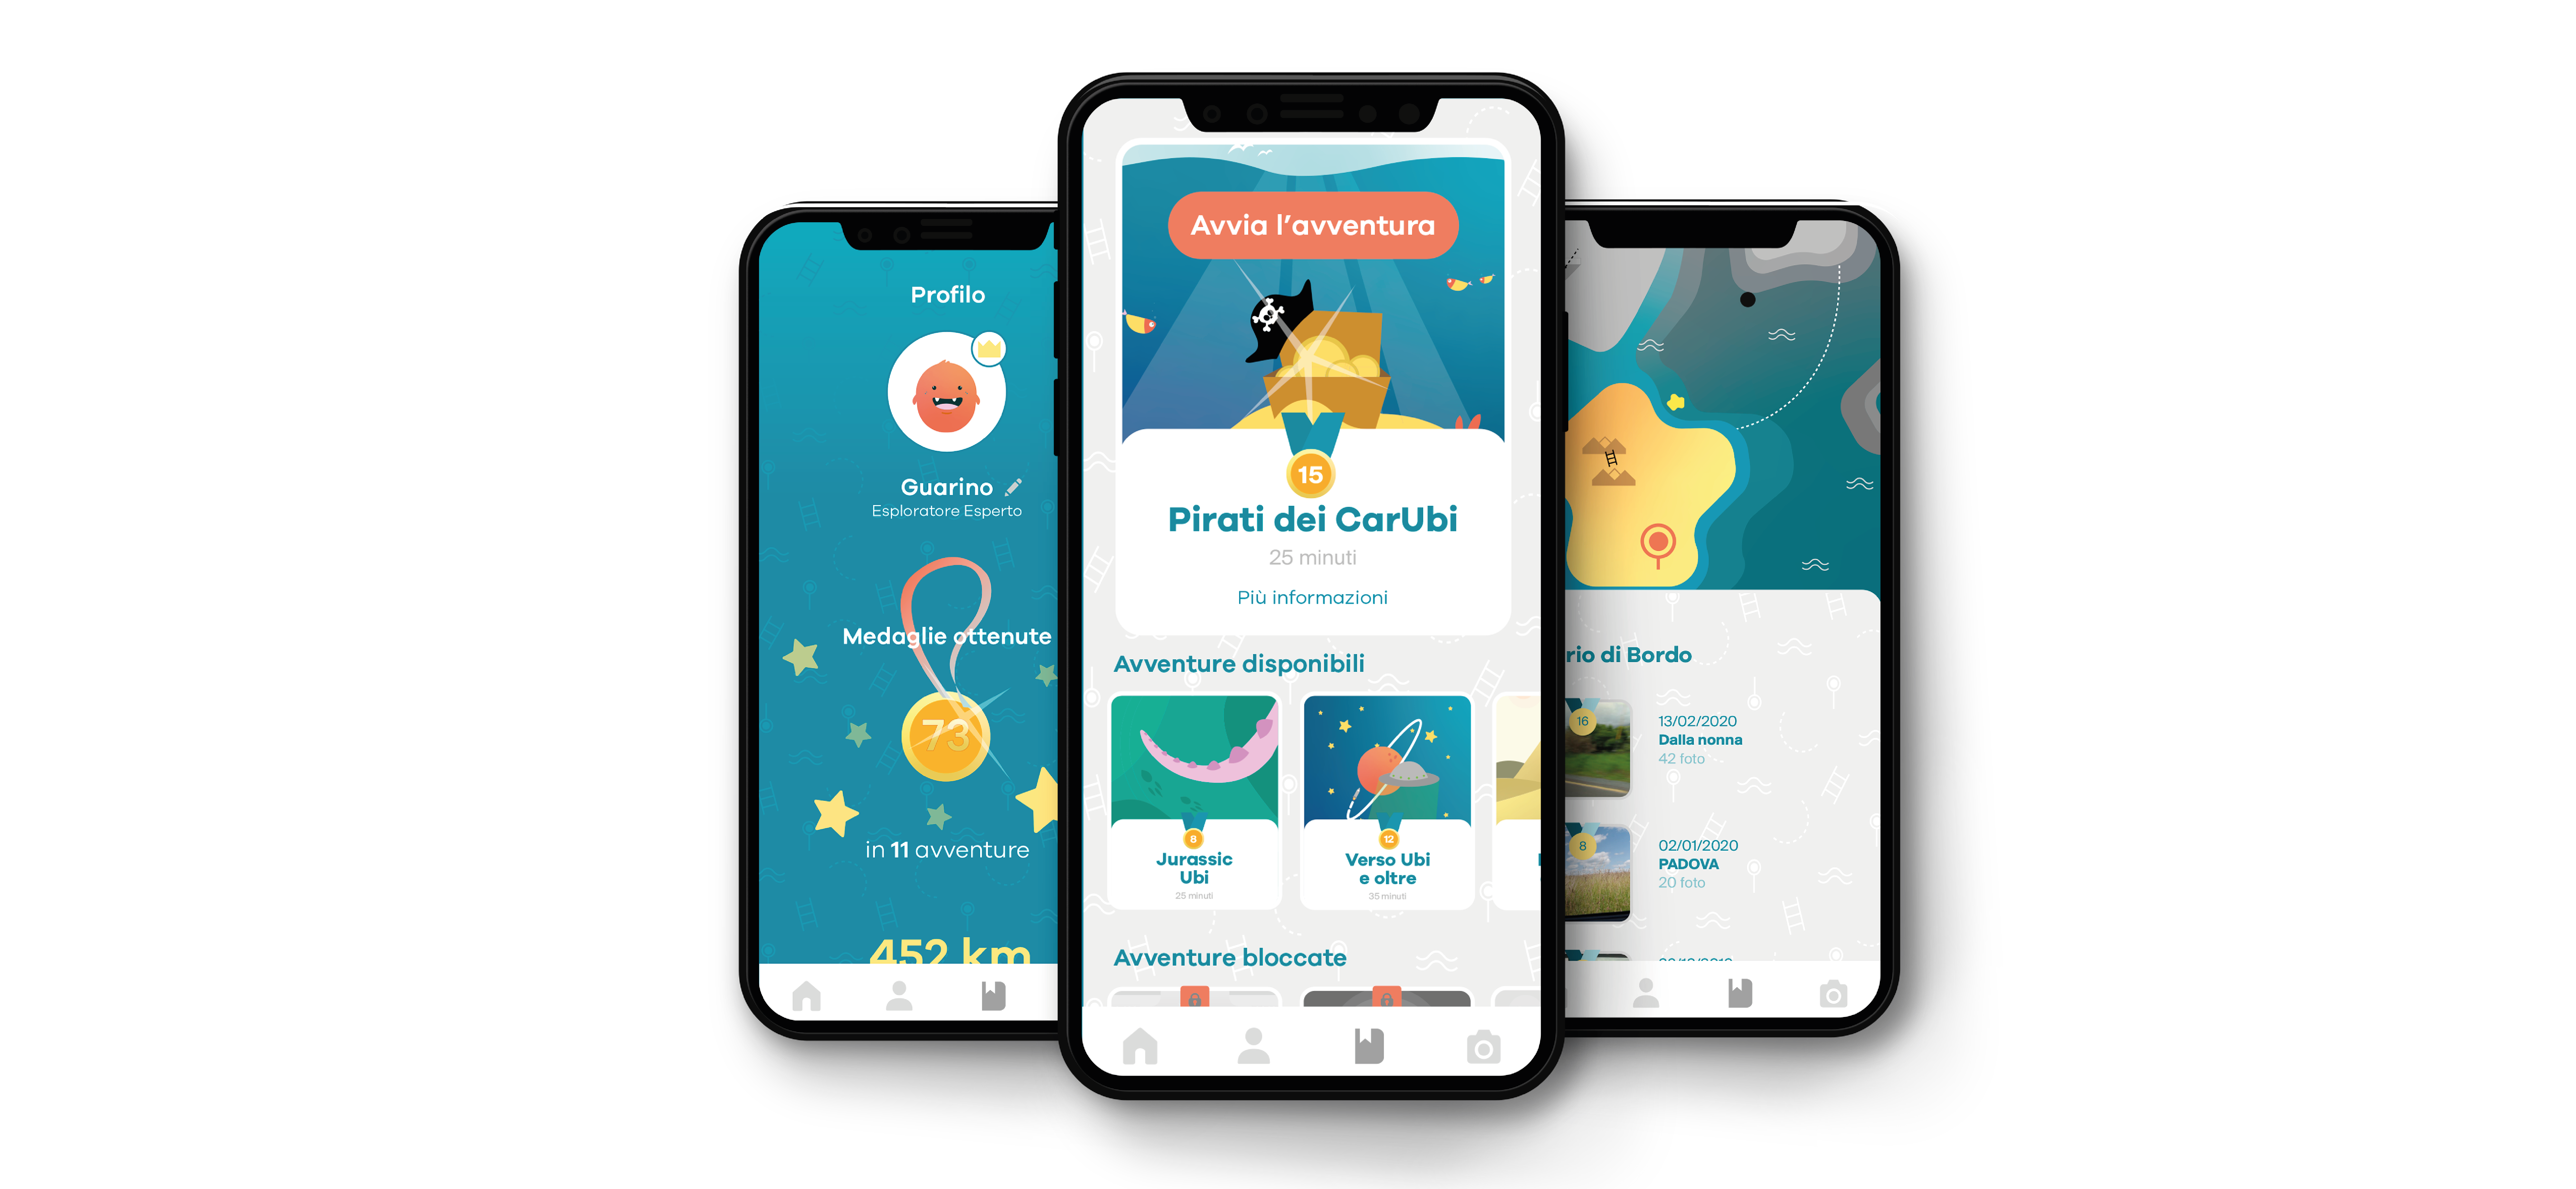 Profilo
Guarino
Esploratore Esperto
Medaglie ottenute
73
in 11 avventure
452 km
Avvia l’avventura
15
Pirati dei CarUbi
25 minuti
Più informazioni
Avventure disponibili
8
Jurassic
Ubi
25 minuti
12
Verso Ubi
e oltre
35 minuti
Avventure bloccate
rio di Bordo
16
13/02/2020
Dalla nonna
42 foto
8
02/01/2020
PADOVA
20 foto